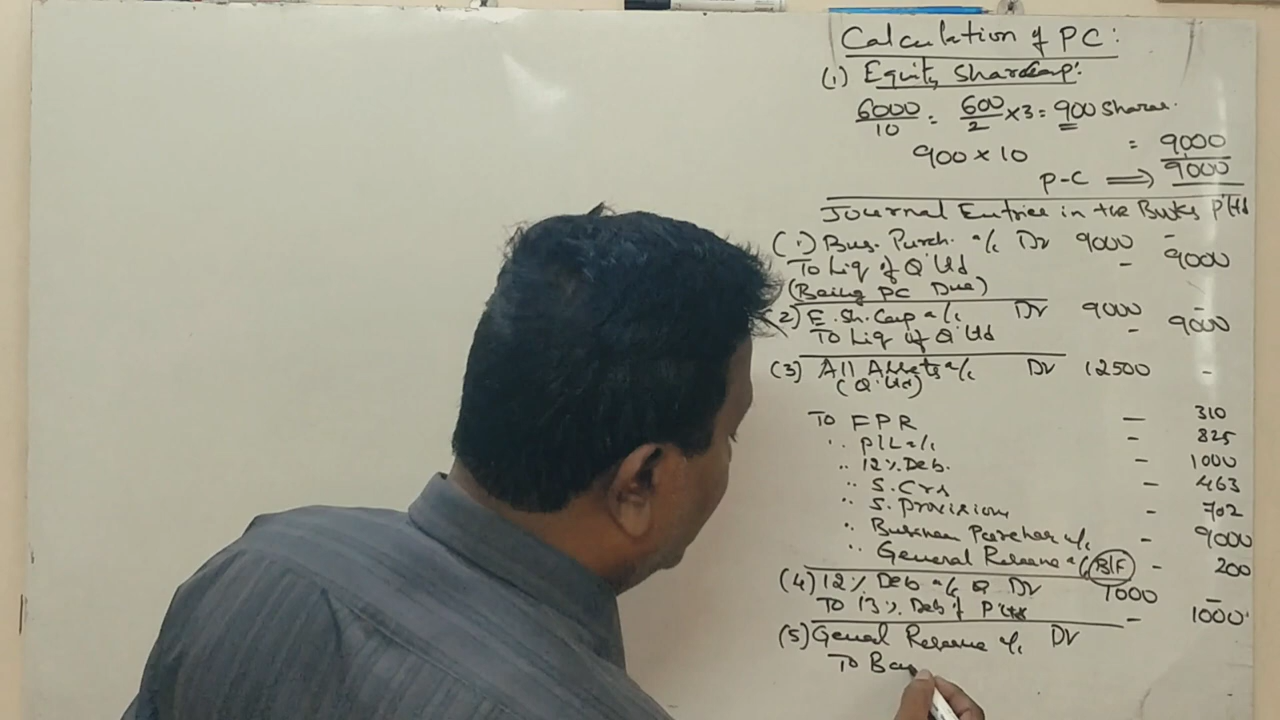 Calculation of PC:
(1) Equity Sharecap:
6000/10 = 600/2 ×3 = 900 Shares.
900 × 10 = 9000
P-C ⟹ 9000
Journal Entries in the Books P Ltd
(1) Bus. Purch. a/c Dr 9000 -
To Liq of Q Ltd - 9000
(Being PC Due)
(2) E.Sh.Cap a/c Dr 9000 -
To Liq of Q Ltd - 9000
(3) All Assets a/c Dr 12500 -
(Q Ltd)
To FPR - 310
" P/L a/c - 825
" 12% Deb. - 1000
" S. Crs - 463
" S. Provision - 702
" Business Purchase a/c - 9000
" General Reserve a/c B/F - 200
(4) 12% Deb a/c Q Dr 1000 -
To 13% Deb of P Ltd - 1000
(5) General Reserve a/c Dr
To Ban